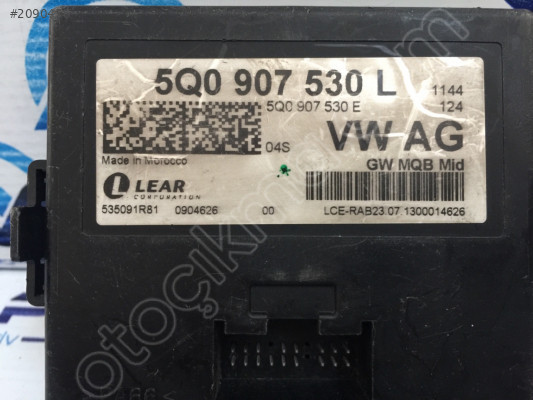 #2090
5Q0 907 530 L
1144
5Q0 907 530 E
124
04S
VW AG
Made in Morocco
GW MQB Mid
LEAR
CORPORATION
535091R81 0904626 00
LCE-RAB23.07.1300014626
otoçıkma